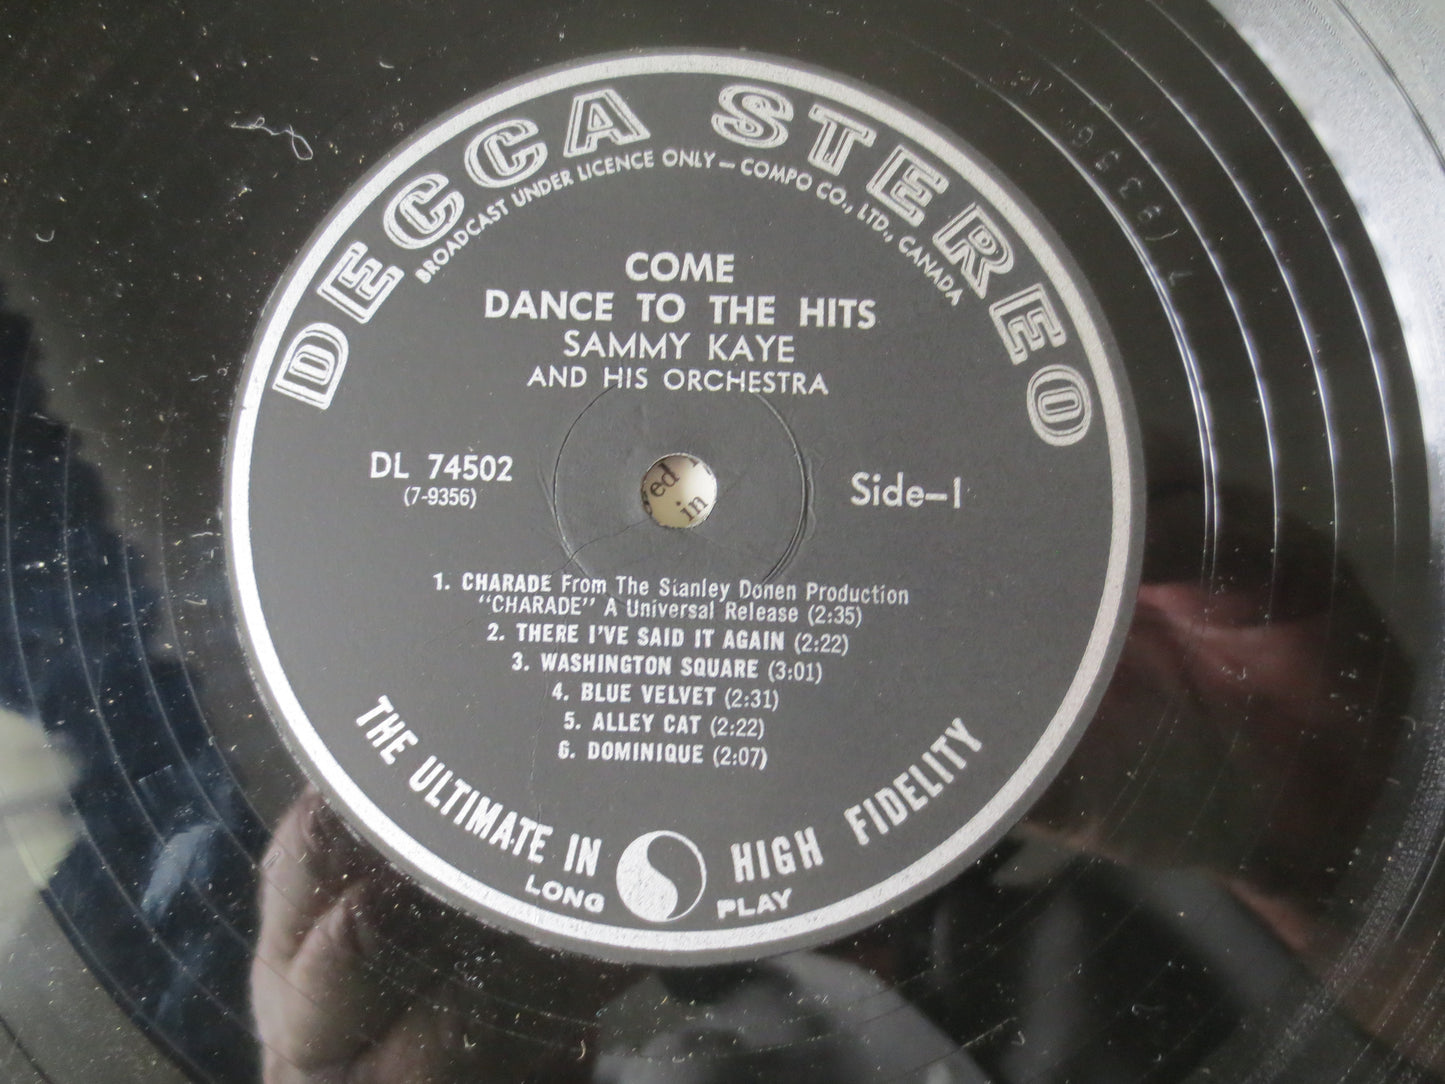 DECCA STEREO
BROADCAST UNDER LICENCE ONLY – COMPO CO., LTD., CANADA
COME
DANCE TO THE HITS
SAMMY KAYE
AND HIS ORCHESTRA
DL 74502
(7-9356)
Side–1
ed
in
1. CHARADE From The Stanley Donen Production
"CHARADE" A Universal Release (2:35)
2. THERE I'VE SAID IT AGAIN (2:22)
3. WASHINGTON SQUARE (3:01)
4. BLUE VELVET (2:31)
5. ALLEY CAT (2:22)
6. DOMINIQUE (2:07)
THE ULTIMATE IN HIGH FIDELITY
LONG PLAY